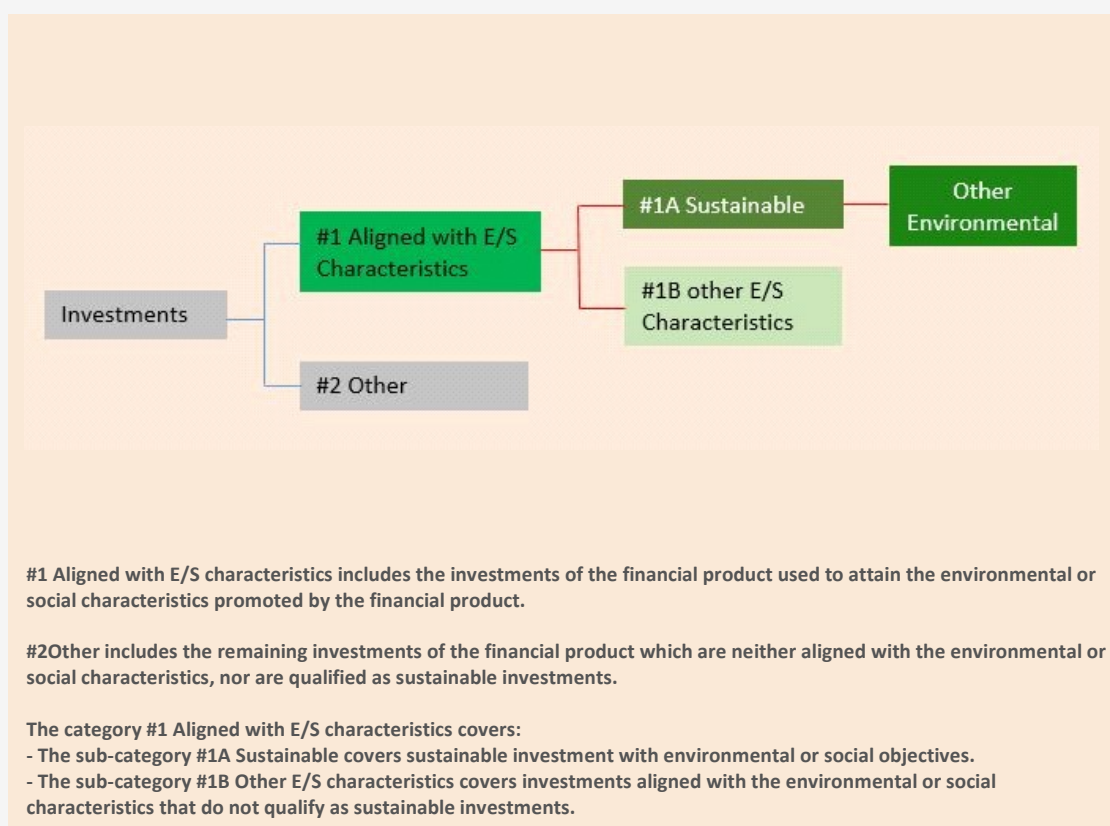 Investments
#1 Aligned with E/S
Characteristics
#2 Other
#1A Sustainable
#1B other E/S
Characteristics
Other
Environmental
#1 Aligned with E/S characteristics includes the investments of the financial product used to attain the environmental or
social characteristics promoted by the financial product.
#2Other includes the remaining investments of the financial product which are neither aligned with the environmental or
social characteristics, nor are qualified as sustainable investments.
The category #1 Aligned with E/S characteristics covers:
- The sub-category #1A Sustainable covers sustainable investment with environmental or social objectives.
- The sub-category #1B Other E/S characteristics covers investments aligned with the environmental or social
characteristics that do not qualify as sustainable investments.